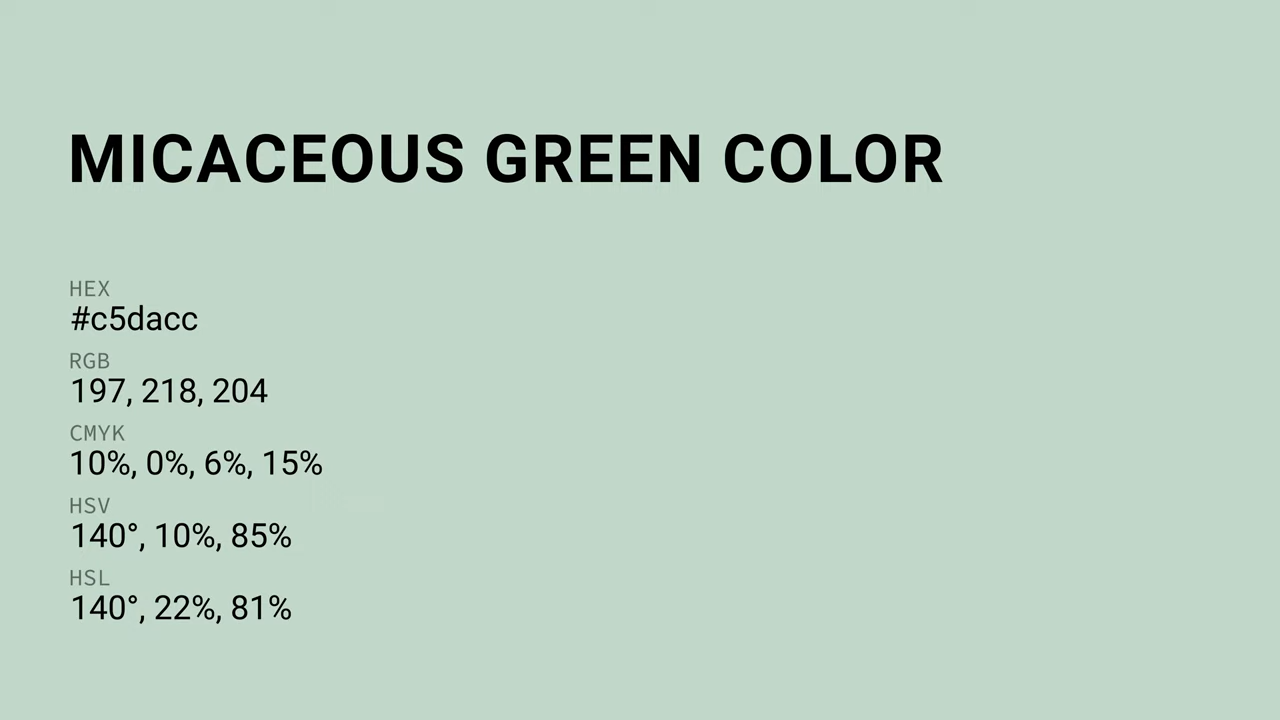 MICACEOUS GREEN COLOR
HEX
#c5dacc
RGB
197, 218, 204
CMYK
10%, 0%, 6%, 15%
HSV
140°, 10%, 85%
HSL
140°, 22%, 81%